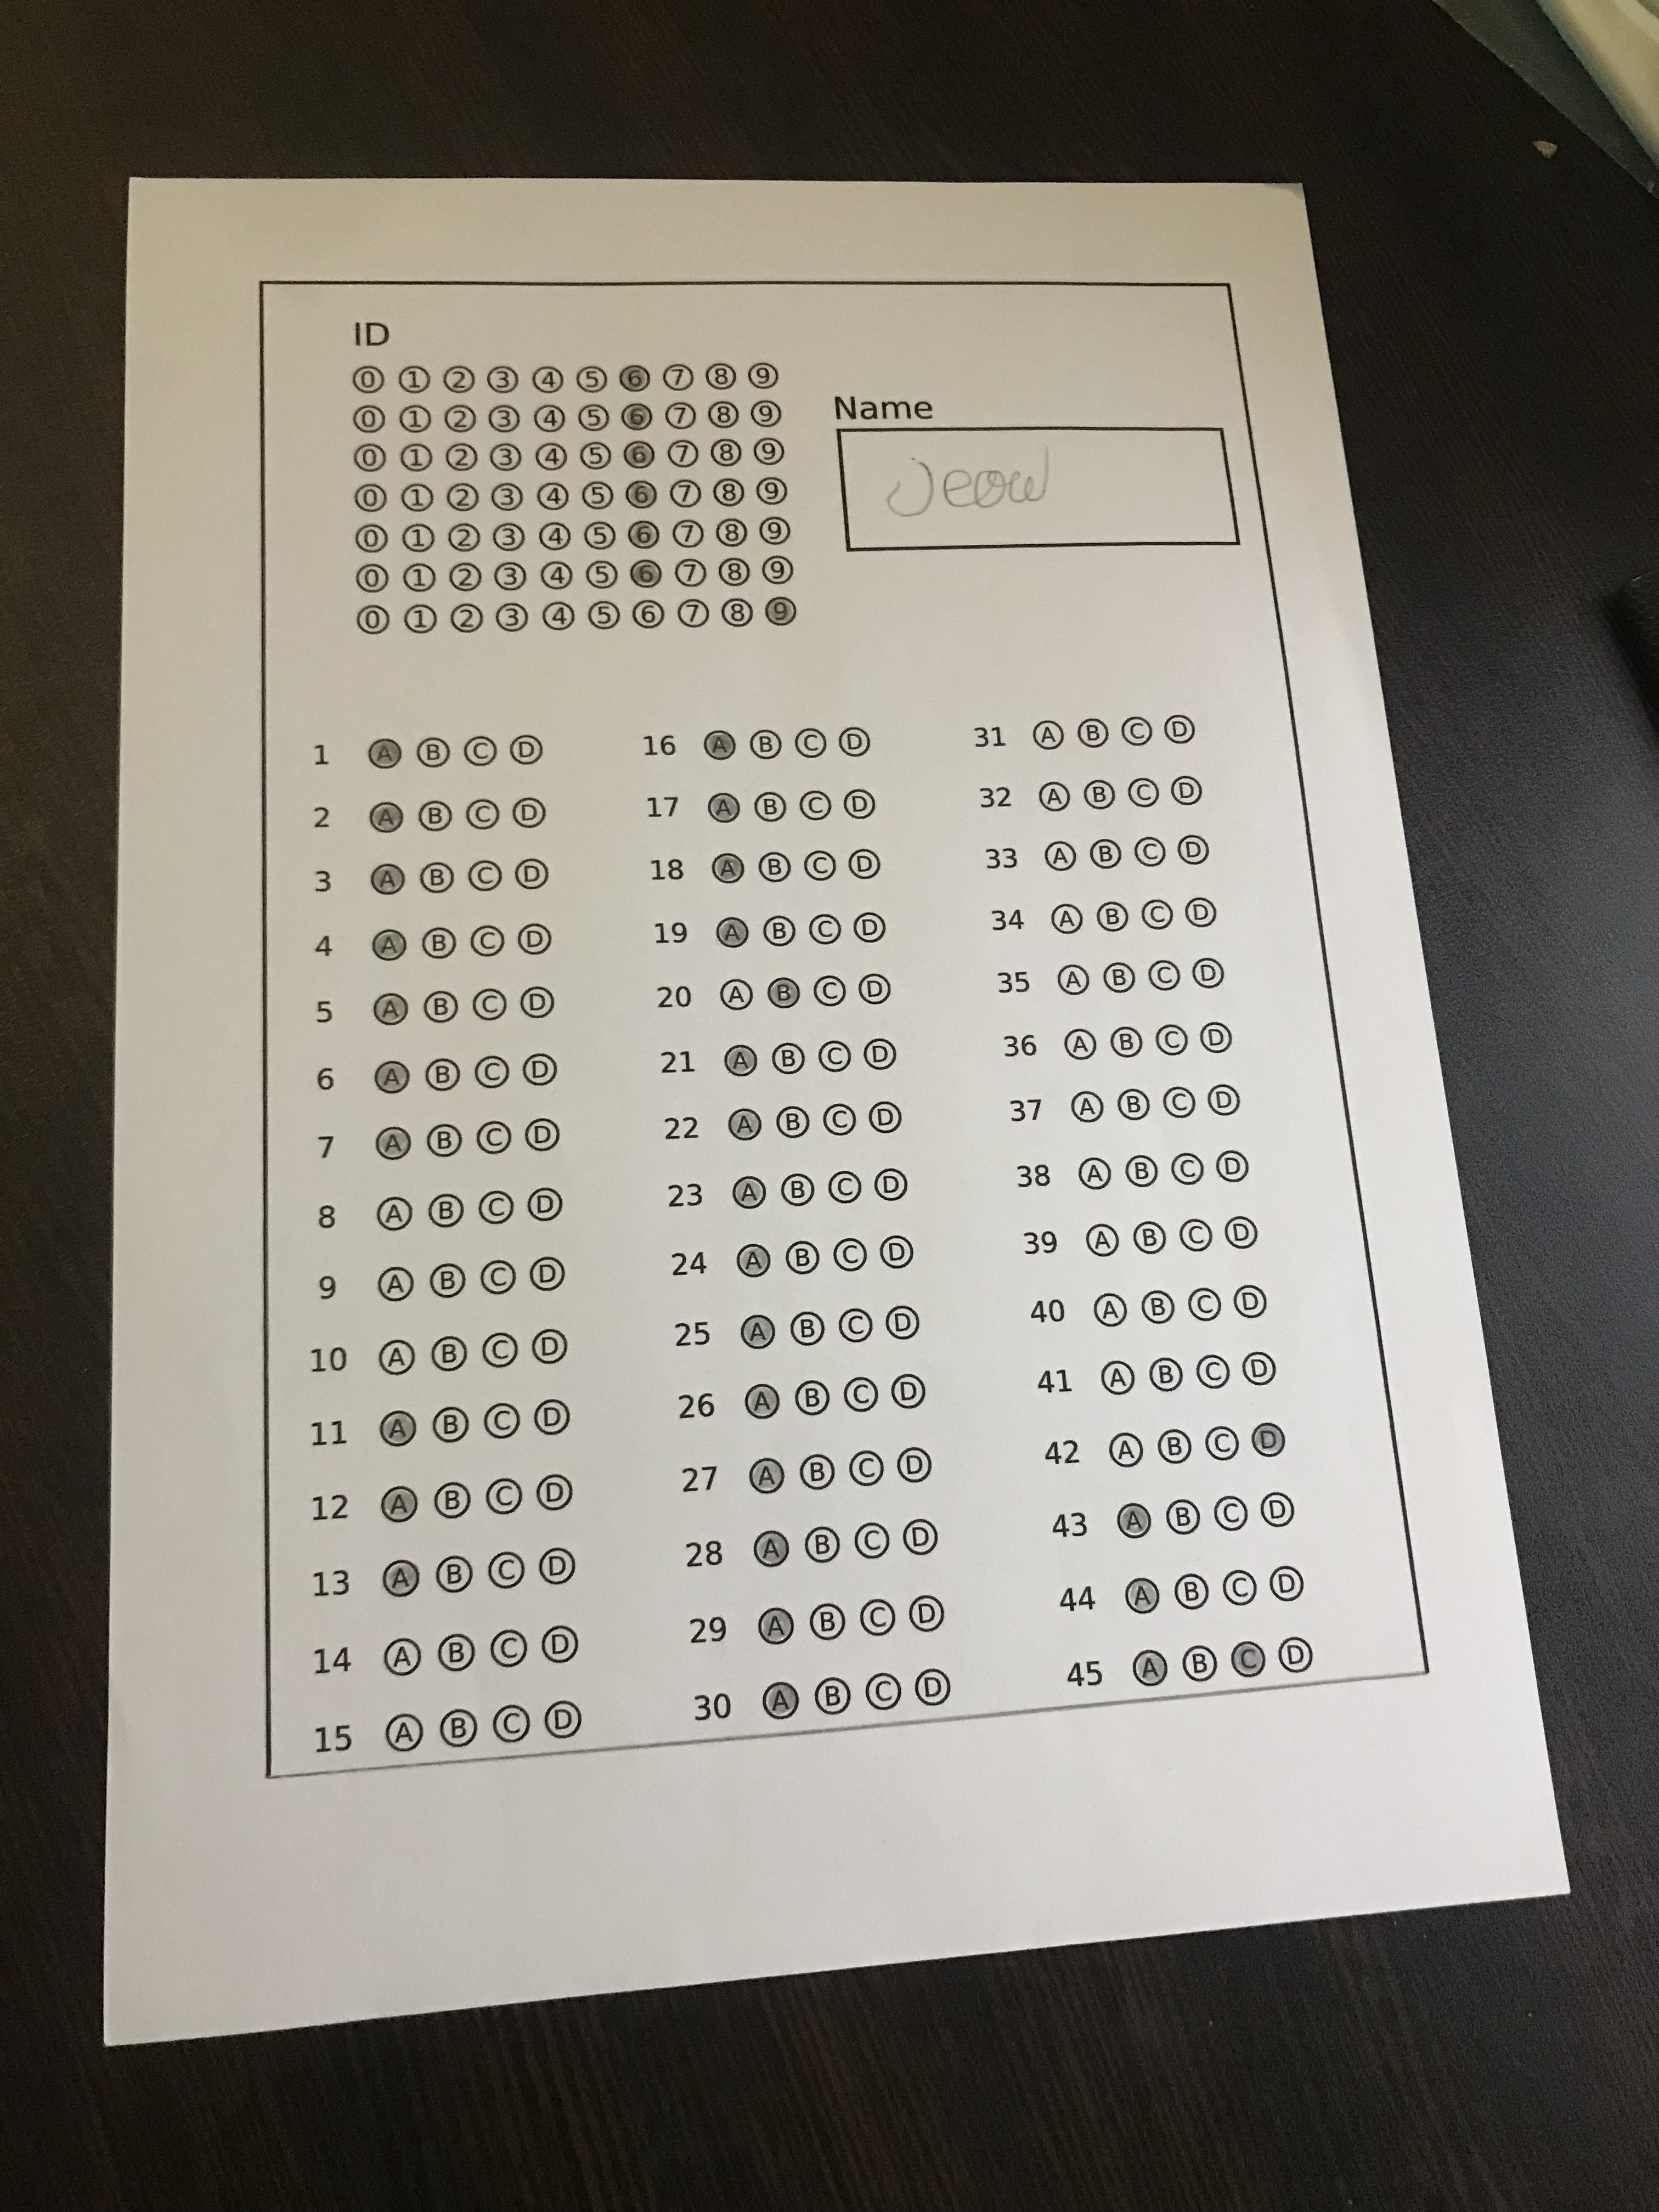 ID
0 1 2 3 4 5 6 7 8 9
0 1 2 3 4 5 6 7 8 9
0 1 2 3 4 5 6 7 8 9
0 1 2 3 4 5 6 7 8 9
0 1 2 3 4 5 6 7 8 9
0 1 2 3 4 5 6 7 8 9
0 1 2 3 4 5 6 7 8 9
Name
1 A B C D
2 A B C D
3 A B C D
4 A B C D
5 A B C D
6 A B C D
7 A B C D
8 A B C D
9 A B C D
10 A B C D
11 A B C D
12 A B C D
13 A B C D
14 A B C D
15 A B C D
16 A B C D
17 A B C D
18 A B C D
19 A B C D
20 A B C D
21 A B C D
22 A B C D
23 A B C D
24 A B C D
25 A B C D
26 A B C D
27 A B C D
28 A B C D
29 A B C D
30 A B C D
31 A B C D
32 A B C D
33 A B C D
34 A B C D
35 A B C D
36 A B C D
37 A B C D
38 A B C D
39 A B C D
40 A B C D
41 A B C D
42 A B C D
43 A B C D
44 A B C D
45 A B C D